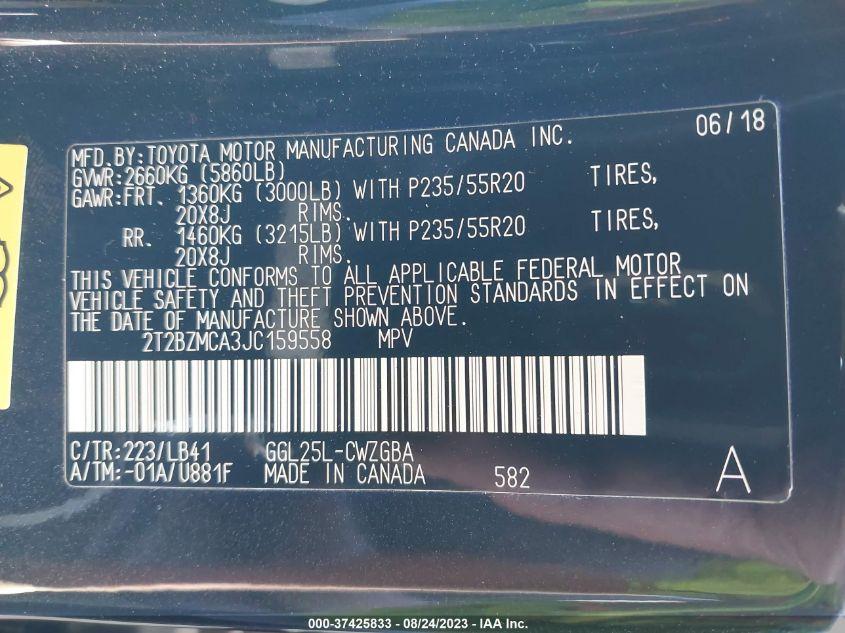 06/18
MFD. BY: TOYOTA MOTOR MANUFACTURING CANADA INC.
GVWR: 2660KG (5860LB)
GAWR: FRT. 1360KG (3000LB) WITH P235/55R20 TIRES,
20X8J RIMS.
RR. 1460KG (3215LB) WITH P235/55R20 TIRES,
20X8J RIMS.
THIS VEHICLE CONFORMS TO ALL APPLICABLE FEDERAL MOTOR
VEHICLE SAFETY AND THEFT PREVENTION STANDARDS IN EFFECT ON
THE DATE OF MANUFACTURE SHOWN ABOVE.
2T2BZMCA3JC159558 MPV
C/TR: 223/LB41 GGL25L-CWZGBA
A/TM: -01A/U881F MADE IN CANADA 582 A
000-37425833 - 08/24/2023 - IAA Inc.